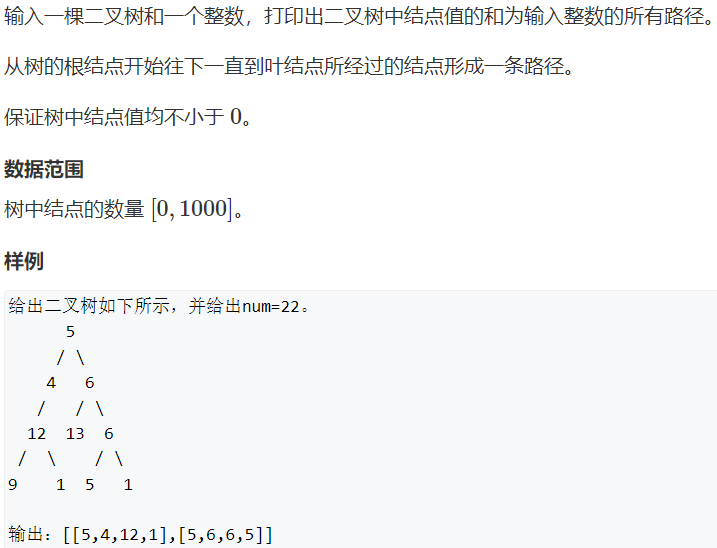 输入一棵二叉树和一个整数，打印出二叉树中结点值的和为输入整数的所有路径。
从树的根结点开始往下一直到叶结点所经过的结点形成一条路径。
保证树中结点值均不小于 0。
数据范围
树中结点的数量 [0, 1000]。
样例
给出二叉树如下所示，并给出num=22。
      5
     / \
    4   6
   /   / \
  12  13  6
 /  \    / \
9    1  5   1
输出：[[5,4,12,1],[5,6,6,5]]